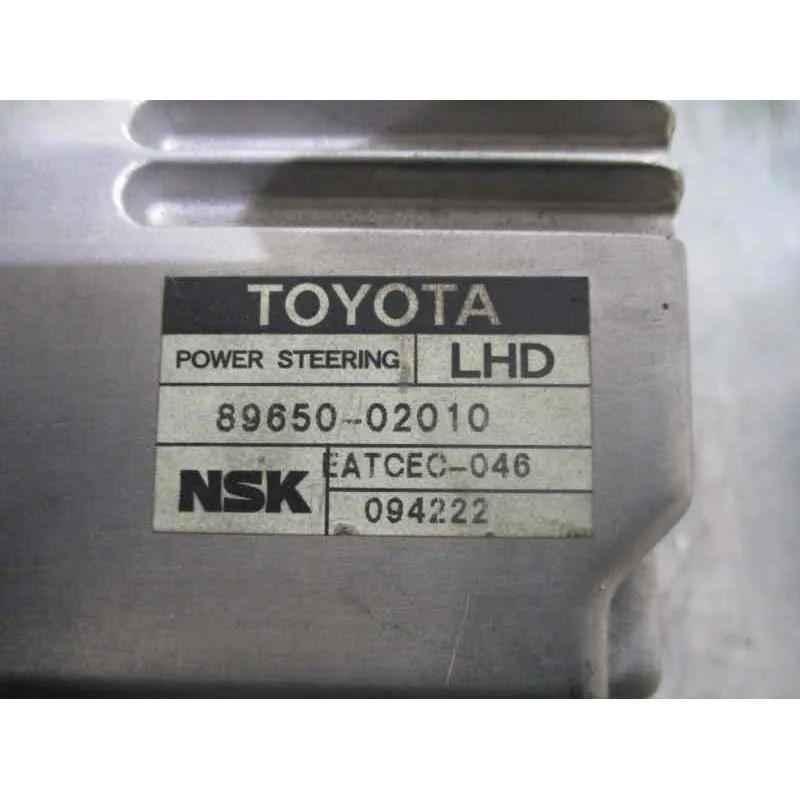 TOYOTA
POWER STEERING LHD
89650-02010
NSK EATCEC-046
094222